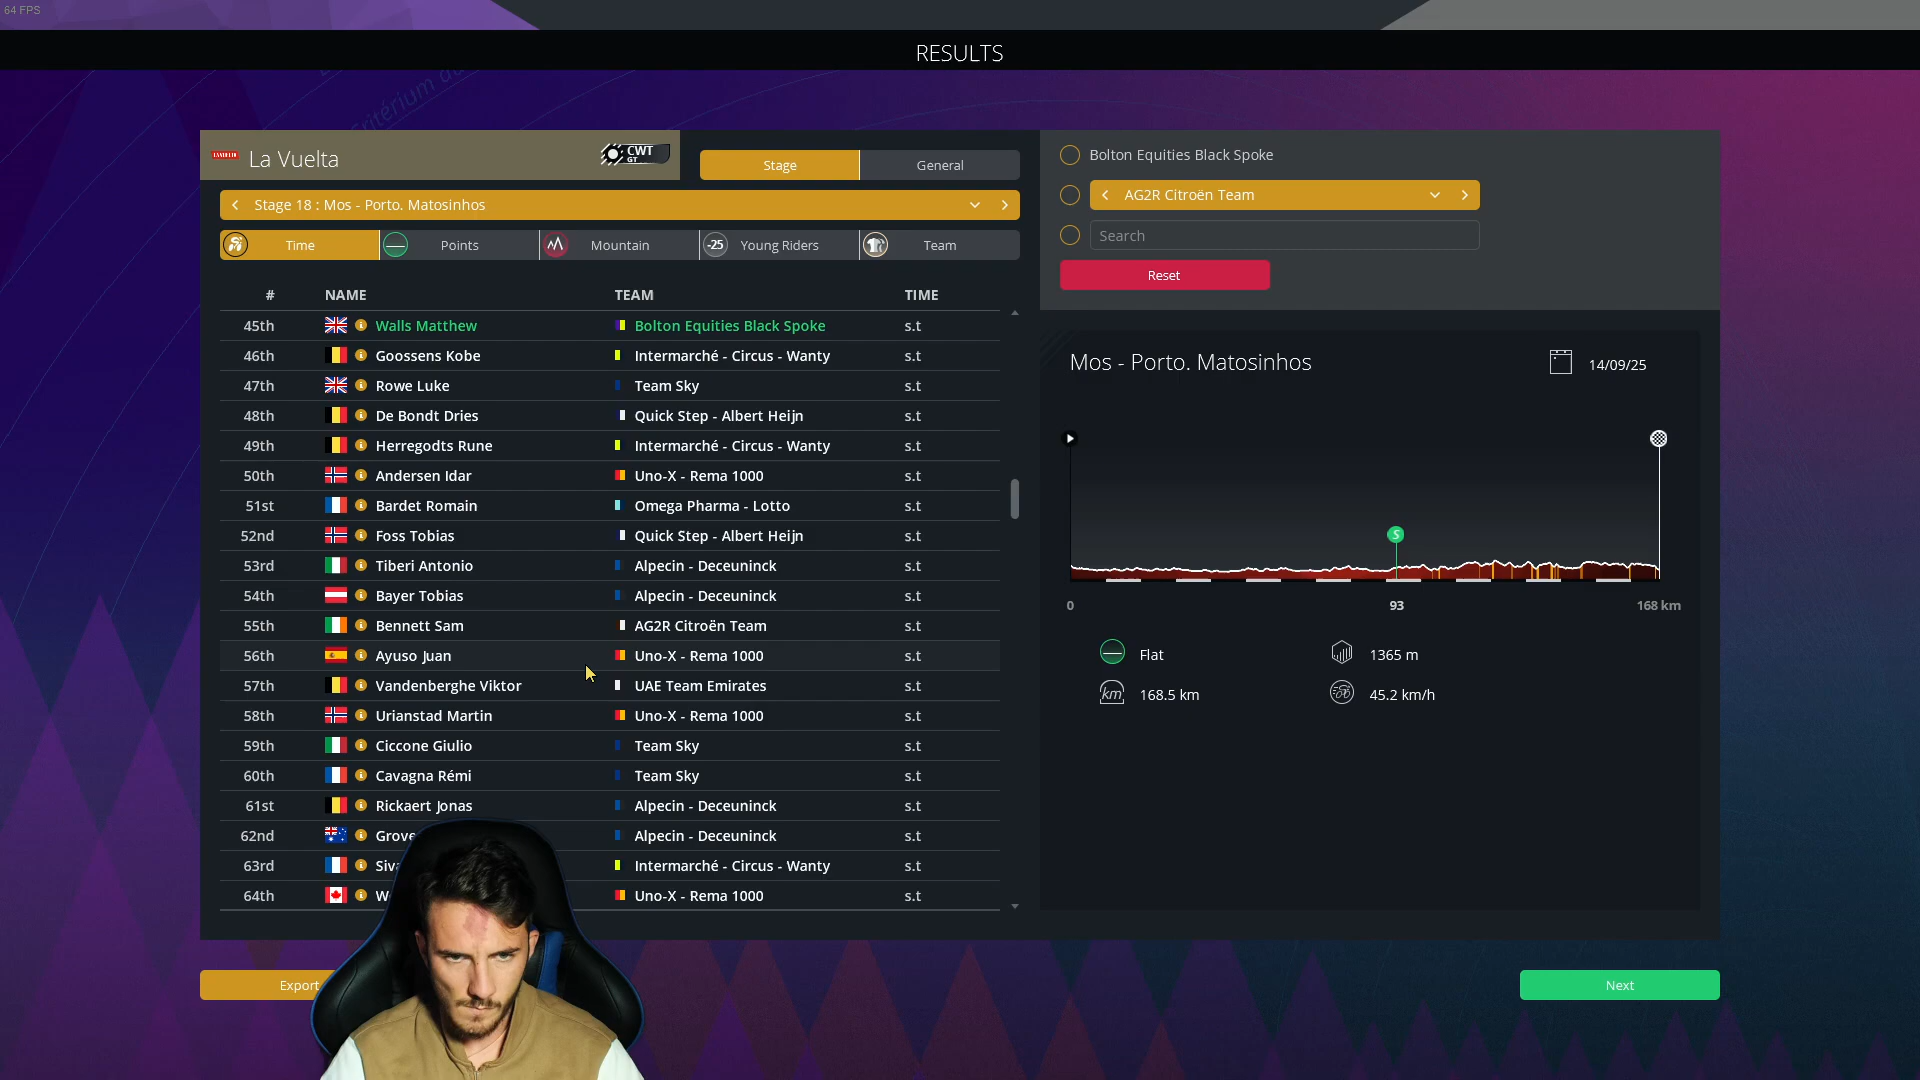 64 FPS
RESULTS
La Vuelta
CWT
GT
Stage
General
Stage 18 : Mos - Porto. Matosinhos
Time
Points
Mountain
-25
Young Riders
Team
# NAME TEAM TIME
45th Walls Matthew Bolton Equities Black Spoke s.t
46th Goossens Kobe Intermarché - Circus - Wanty s.t
47th Rowe Luke Team Sky s.t
48th De Bondt Dries Quick Step - Albert Heijn s.t
49th Herregodts Rune Intermarché - Circus - Wanty s.t
50th Andersen Idar Uno-X - Rema 1000 s.t
51st Bardet Romain Omega Pharma - Lotto s.t
52nd Foss Tobias Quick Step - Albert Heijn s.t
53rd Tiberi Antonio Alpecin - Deceuninck s.t
54th Bayer Tobias Alpecin - Deceuninck s.t
55th Bennett Sam AG2R Citroën Team s.t
56th Ayuso Juan Uno-X - Rema 1000 s.t
57th Vandenberghe Viktor UAE Team Emirates s.t
58th Urianstad Martin Uno-X - Rema 1000 s.t
59th Ciccone Giulio Team Sky s.t
60th Cavagna Rémi Team Sky s.t
61st Rickaert Jonas Alpecin - Deceuninck s.t
62nd Grove Alpecin - Deceuninck s.t
63rd Siva Intermarché - Circus - Wanty s.t
64th Uno-X - Rema 1000 s.t
Export
Bolton Equities Black Spoke
AG2R Citroën Team
Search
Reset
Mos - Porto. Matosinhos
14/09/25
S
0 93 168 km
Flat
1365 m
km 168.5 km
45.2 km/h
Next